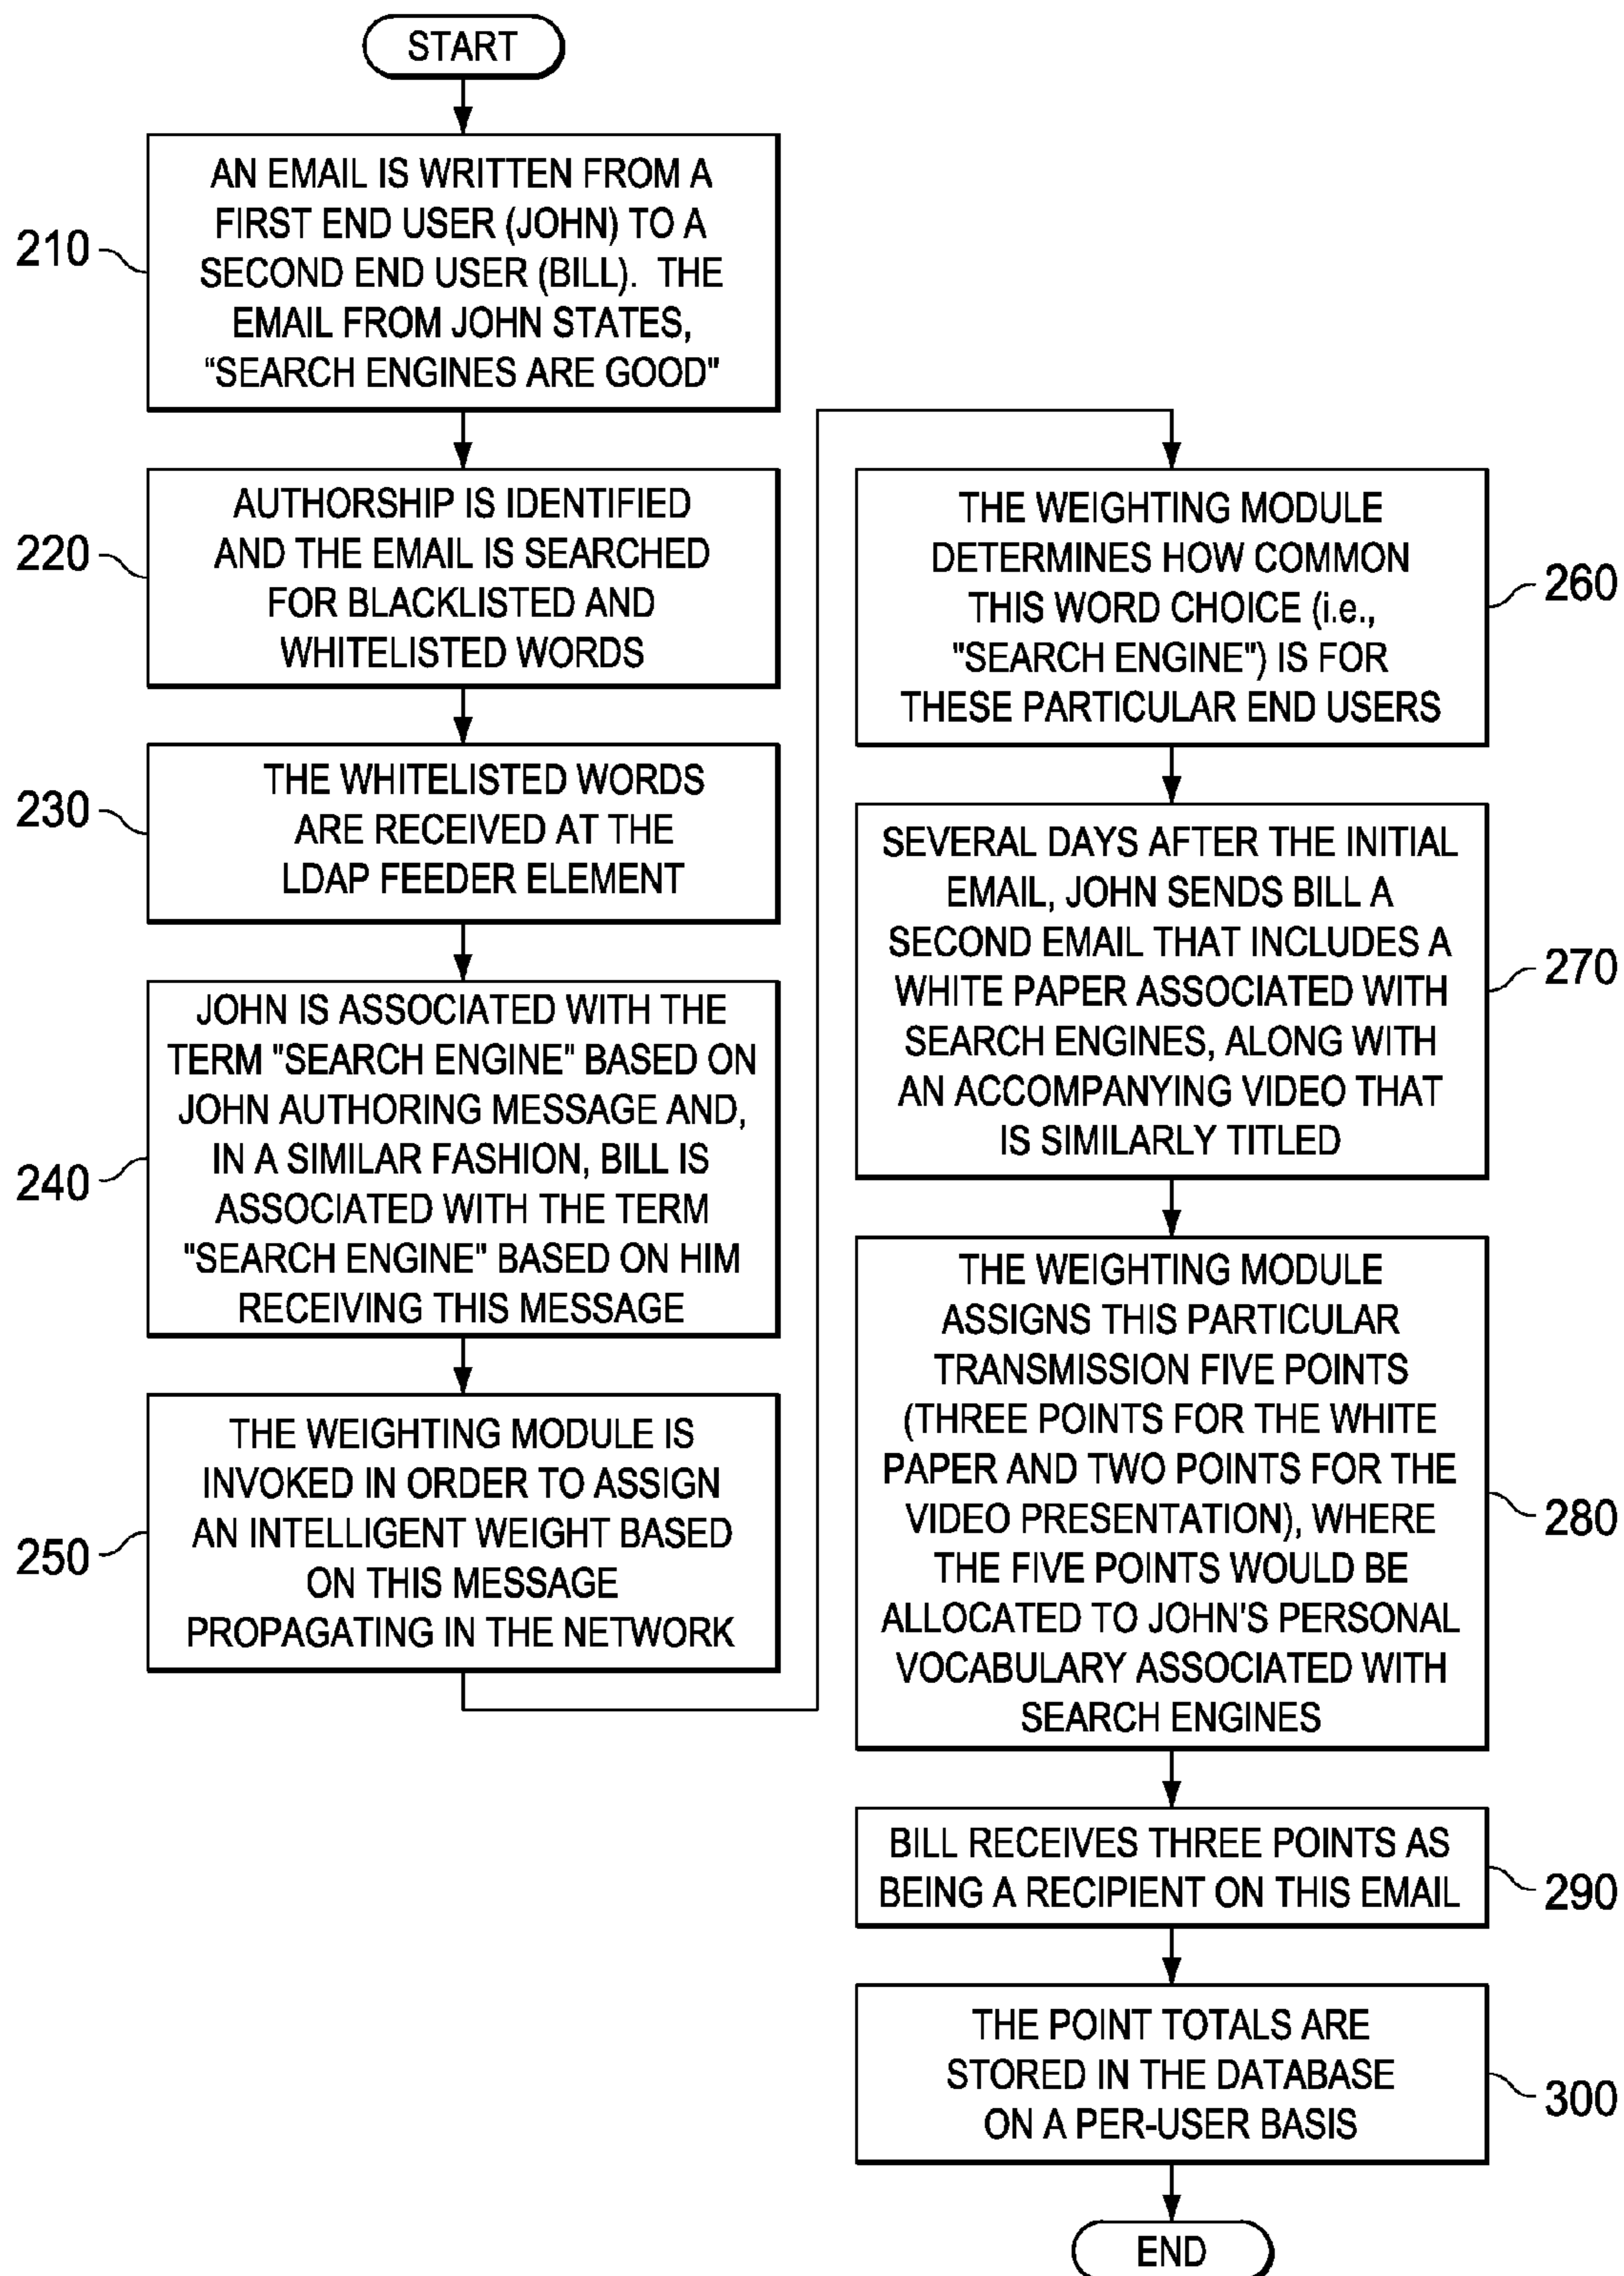 START
210
AN EMAIL IS WRITTEN FROM A
FIRST END USER (JOHN) TO A
SECOND END USER (BILL). THE
EMAIL FROM JOHN STATES,
“SEARCH ENGINES ARE GOOD"
220
AUTHORSHIP IS IDENTIFIED
AND THE EMAIL IS SEARCHED
FOR BLACKLISTED AND
WHITELISTED WORDS
230
THE WHITELISTED WORDS
ARE RECEIVED AT THE
LDAP FEEDER ELEMENT
240
JOHN IS ASSOCIATED WITH THE
TERM "SEARCH ENGINE" BASED ON
JOHN AUTHORING MESSAGE AND,
IN A SIMILAR FASHION, BILL IS
ASSOCIATED WITH THE TERM
"SEARCH ENGINE" BASED ON HIM
RECEIVING THIS MESSAGE
250
THE WEIGHTING MODULE IS
INVOKED IN ORDER TO ASSIGN
AN INTELLIGENT WEIGHT BASED
ON THIS MESSAGE
PROPAGATING IN THE NETWORK
THE WEIGHTING MODULE
DETERMINES HOW COMMON
THIS WORD CHOICE (i.e.,
"SEARCH ENGINE") IS FOR
THESE PARTICULAR END USERS
260
SEVERAL DAYS AFTER THE INITIAL
EMAIL, JOHN SENDS BILL A
SECOND EMAIL THAT INCLUDES A
WHITE PAPER ASSOCIATED WITH
SEARCH ENGINES, ALONG WITH
AN ACCOMPANYING VIDEO THAT
IS SIMILARLY TITLED
270
THE WEIGHTING MODULE
ASSIGNS THIS PARTICULAR
TRANSMISSION FIVE POINTS
(THREE POINTS FOR THE WHITE
PAPER AND TWO POINTS FOR THE
VIDEO PRESENTATION), WHERE
THE FIVE POINTS WOULD BE
ALLOCATED TO JOHN'S PERSONAL
VOCABULARY ASSOCIATED WITH
SEARCH ENGINES
280
BILL RECEIVES THREE POINTS AS
BEING A RECIPIENT ON THIS EMAIL
290
THE POINT TOTALS ARE
STORED IN THE DATABASE
ON A PER-USER BASIS
300
END